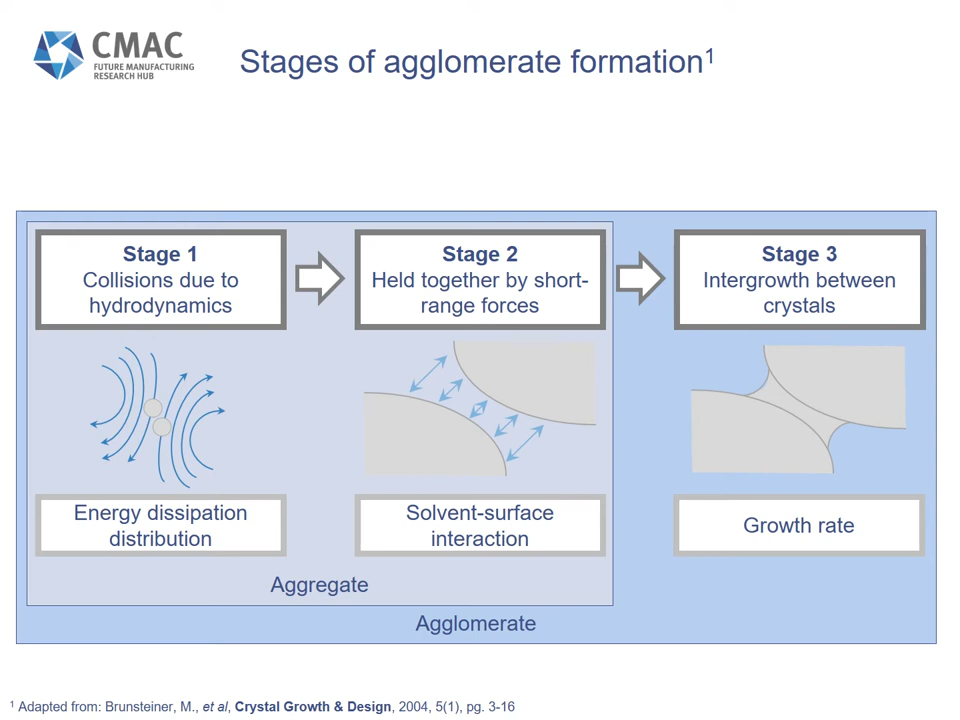 CMAC
FUTURE MANUFACTURING
RESEARCH HUB
Stages of agglomerate formation¹
Stage 1
Collisions due to
hydrodynamics
Stage 2
Held together by short-
range forces
Stage 3
Intergrowth between
crystals
Energy dissipation
distribution
Solvent-surface
interaction
Growth rate
Aggregate
Agglomerate
¹ Adapted from: Brunsteiner, M., et al, Crystal Growth & Design, 2004, 5(1), pg. 3-16